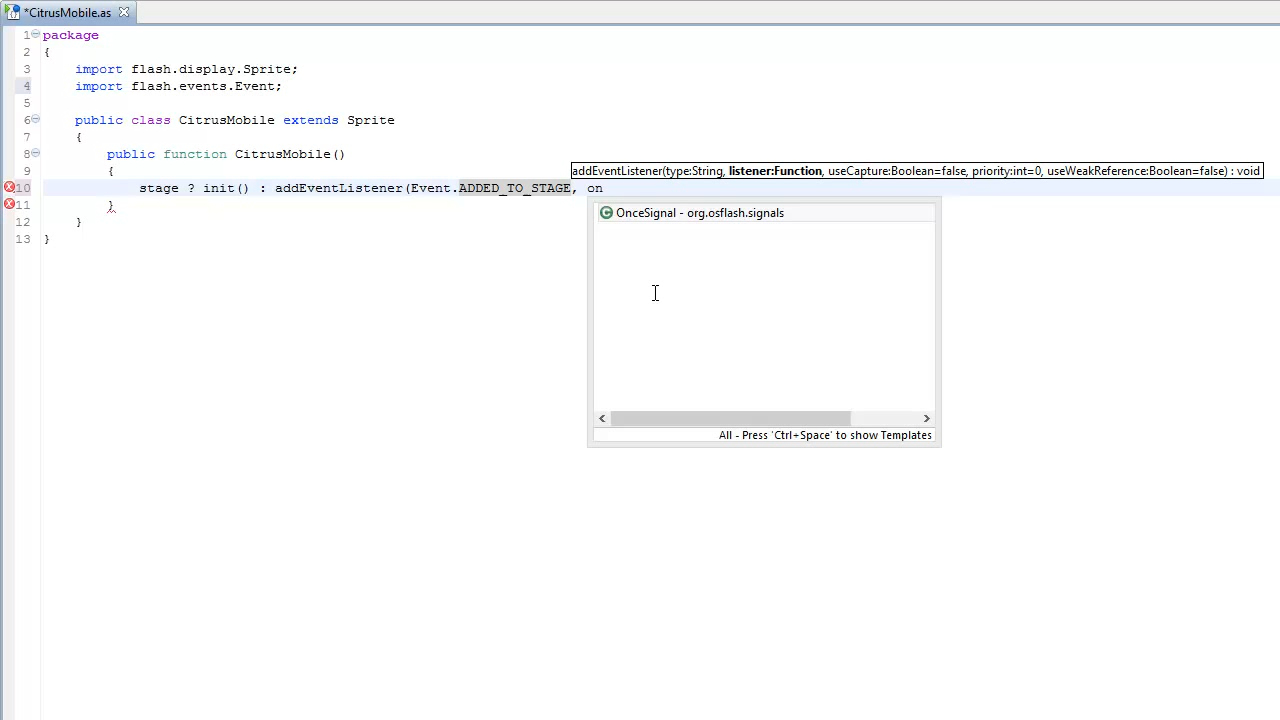 *CitrusMobile.as
1 package
2 {
3 import flash.display.Sprite;
4 import flash.events.Event;
5
6 public class CitrusMobile extends Sprite
7 {
8 public function CitrusMobile()
9 {
addEventListener(type:String, listener:Function, useCapture:Boolean=false, priority:int=0, useWeakReference:Boolean=false) : void
10 stage ? init() : addEventListener(Event.ADDED_TO_STAGE, on
11 }
OnceSignal - org.osflash.signals
12 }
13 }
All - Press 'Ctrl+Space' to show Templates